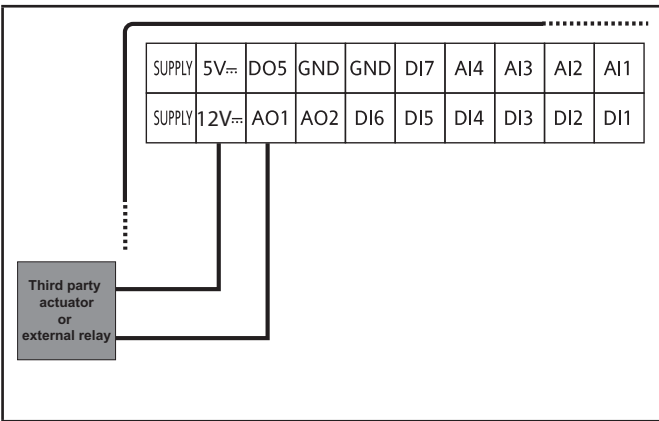 SUPPLY 5V⎓ DO5 GND GND DI7 AI4 AI3 AI2 AI1
SUPPLY 12V⎓ AO1 AO2 DI6 DI5 DI4 DI3 DI2 DI1
Third party
actuator
or
external relay